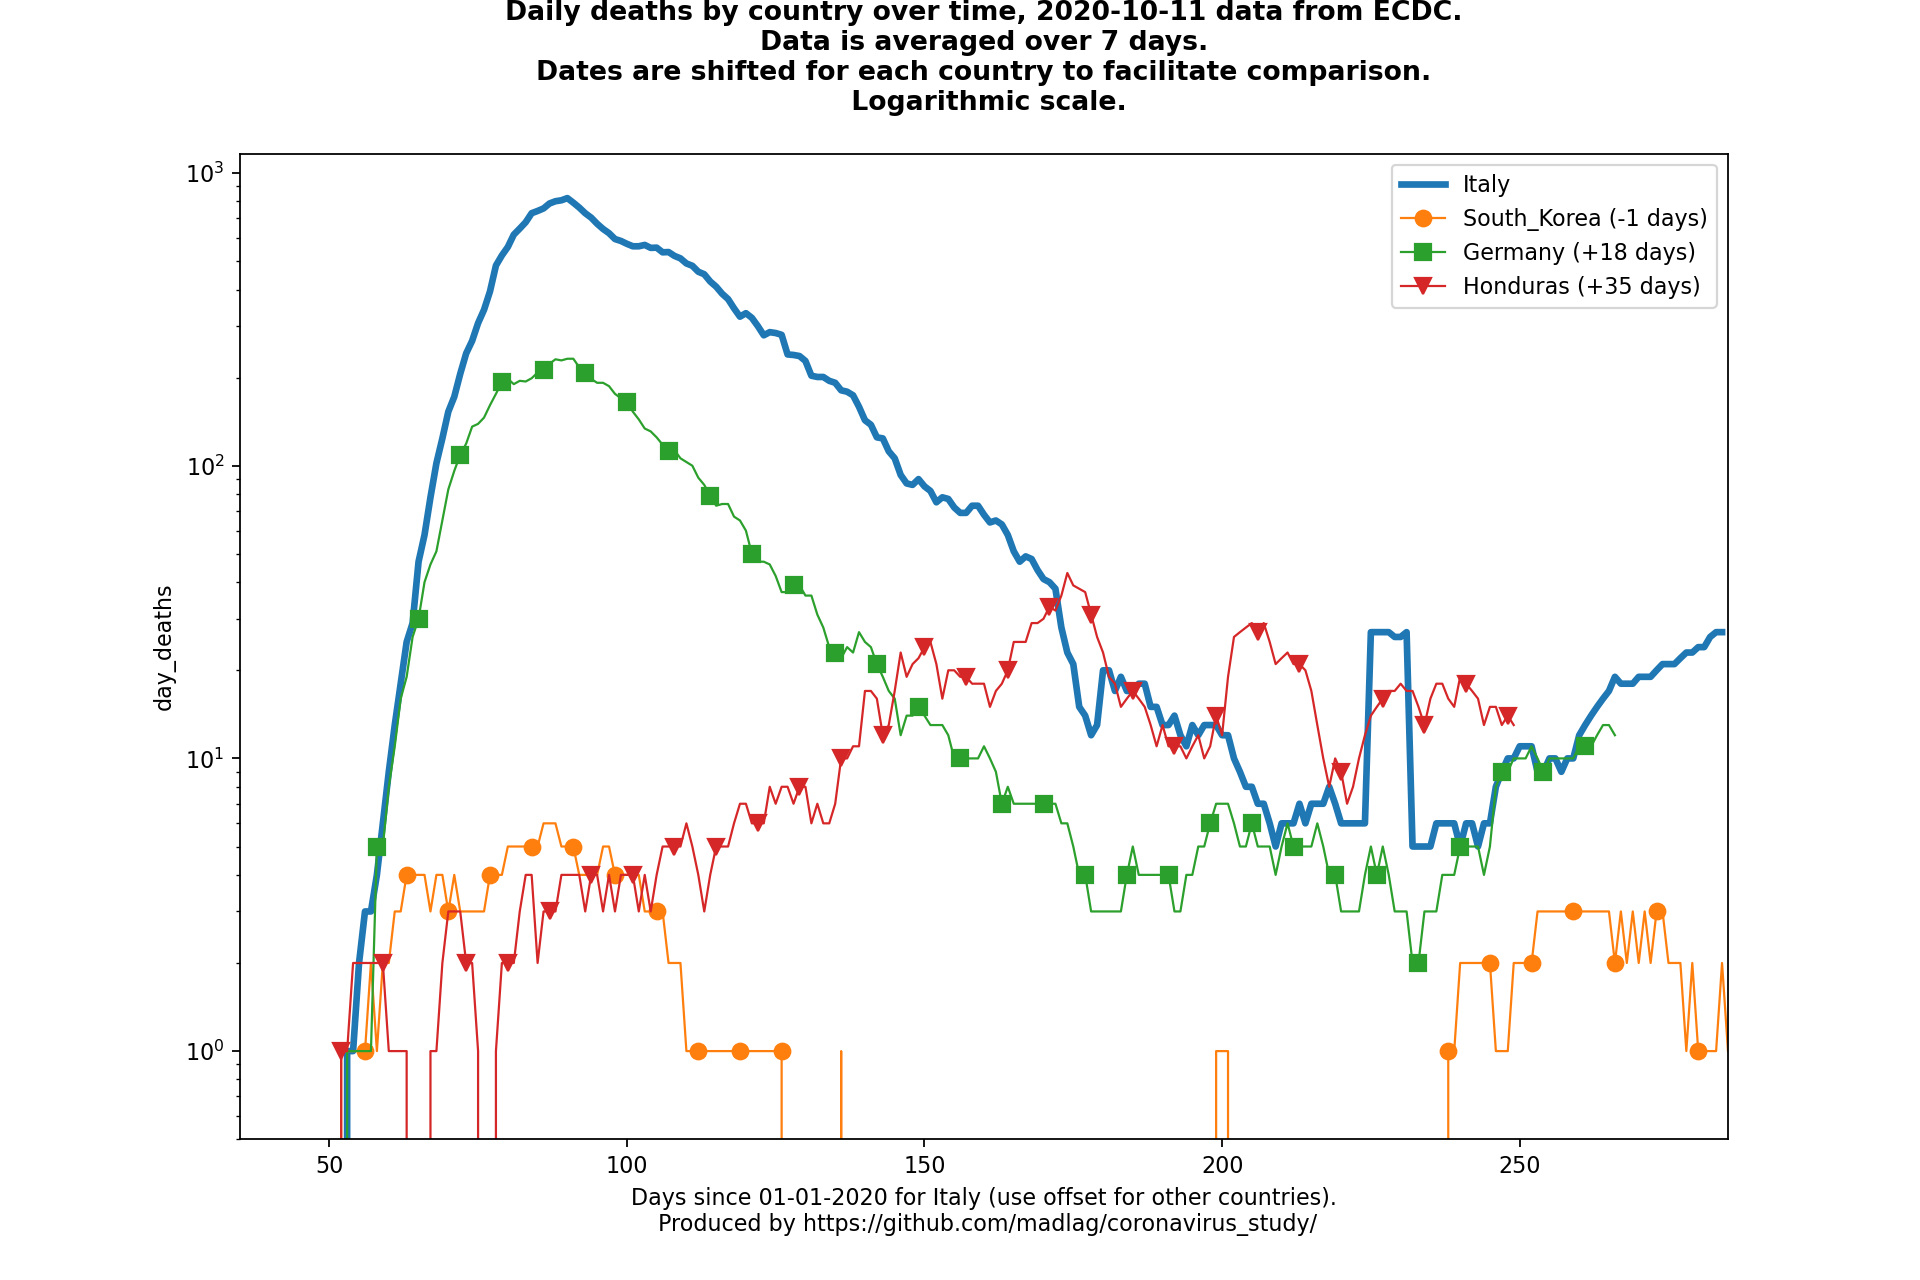 Daily deaths by country over time, 2020-10-11 data from ECDC.
Data is averaged over 7 days.
Dates are shifted for each country to facilitate comparison.
Logarithmic scale.
10³
10²
10¹
10⁰
day_deaths
Italy
South_Korea (-1 days)
Germany (+18 days)
Honduras (+35 days)
50 100 150 200 250
Days since 01-01-2020 for Italy (use offset for other countries).
Produced by https://github.com/madlag/coronavirus_study/